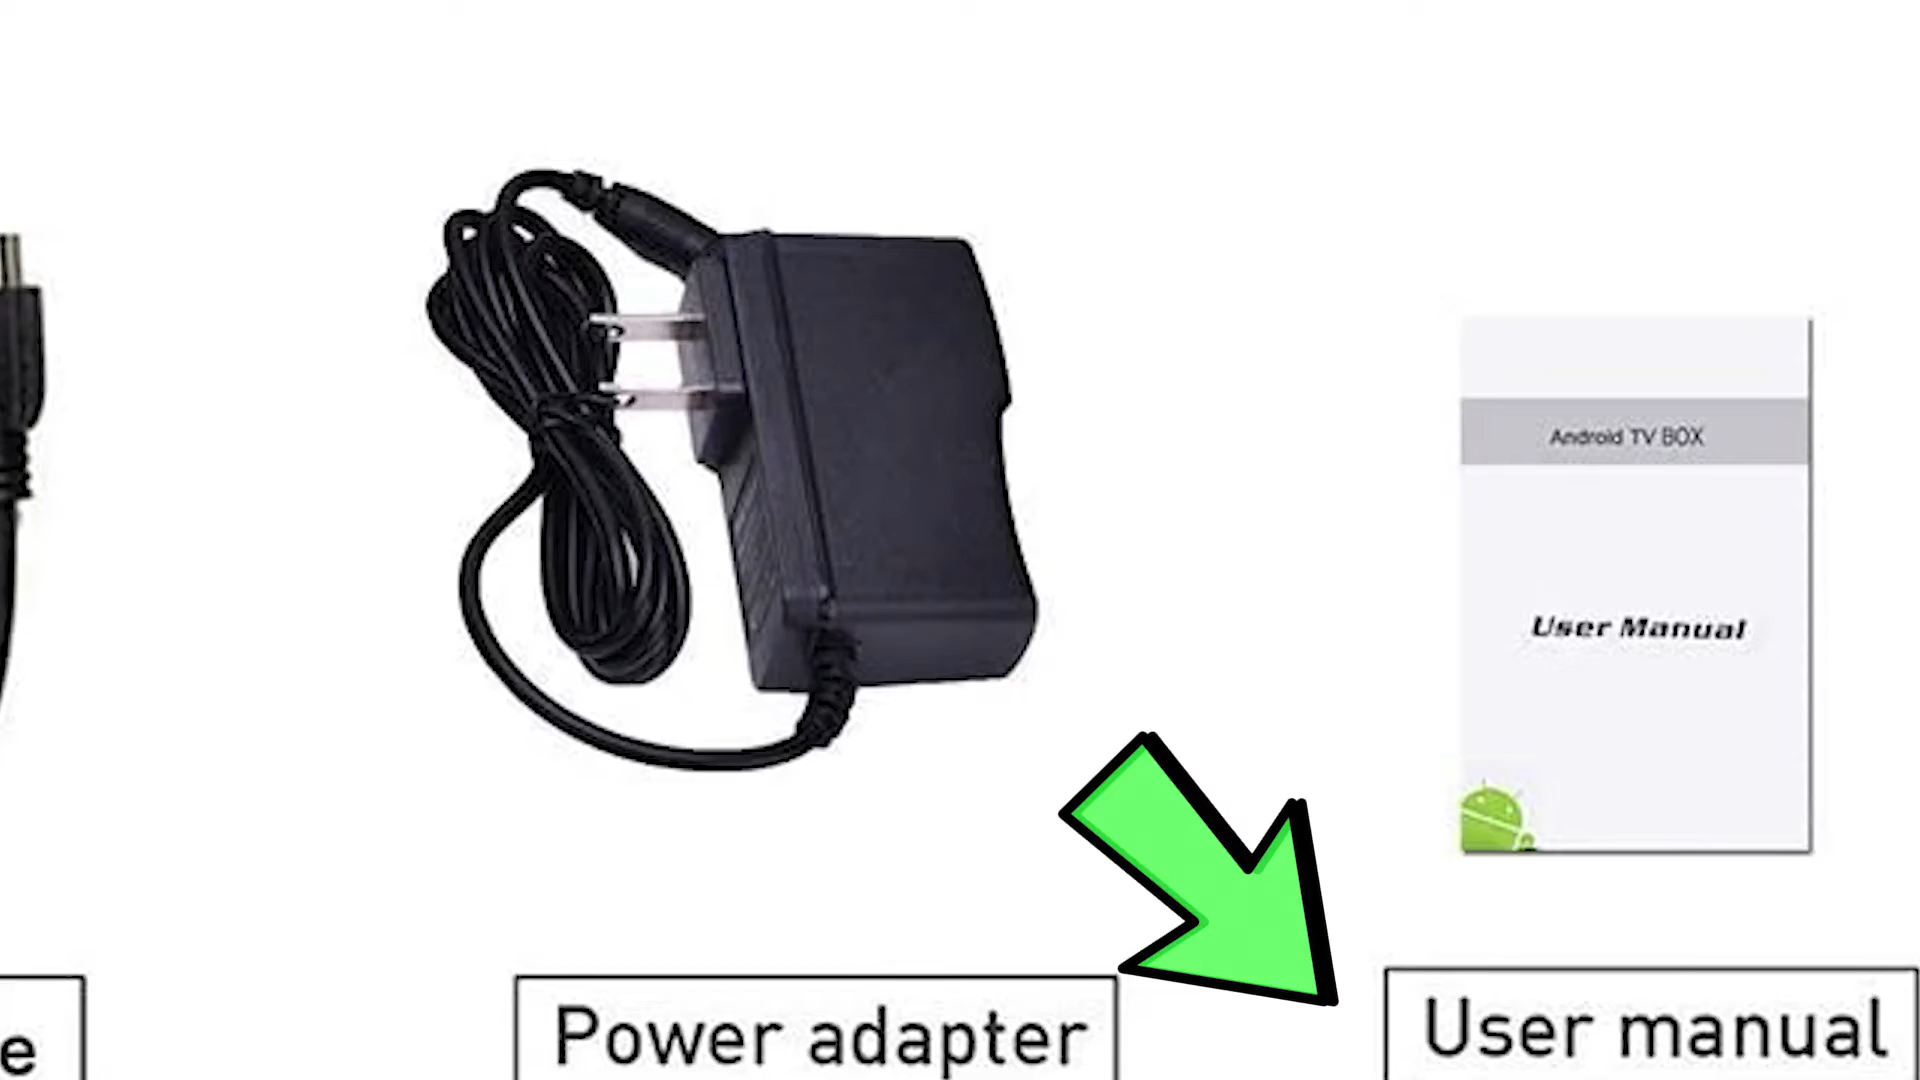 Android TV BOX
User Manual
e
Power adapter
User manual